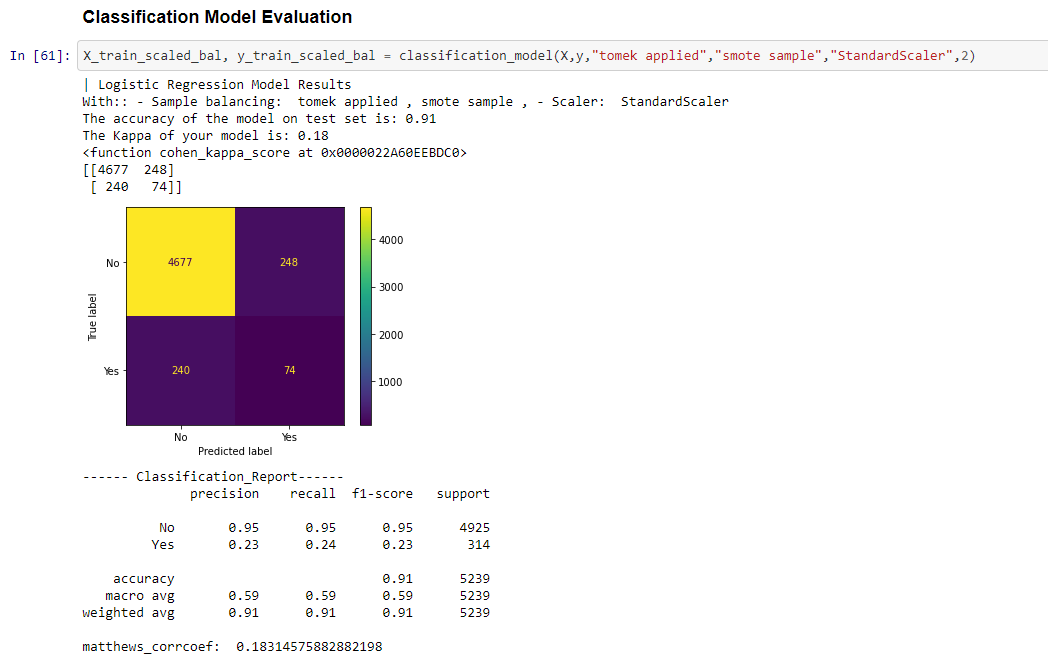 Classification Model Evaluation
In [61]: X_train_scaled_bal, y_train_scaled_bal = classification_model(X,y,"tomek applied","smote sample","StandardScaler",2)
| Logistic Regression Model Results
With:: - Sample balancing:  tomek applied , smote sample , - Scaler:  StandardScaler
The accuracy of the model on test set is: 0.91
The Kappa of your model is: 0.18
<function cohen_kappa_score at 0x0000022A60EEBDC0>
[[4677  248]
 [ 240   74]]
4000
No 4677 248
3000
True label
2000
Yes 240 74
1000
No Yes
Predicted label
------ Classification_Report------
              precision    recall  f1-score   support
          No       0.95      0.95      0.95      4925
         Yes       0.23      0.24      0.23       314
    accuracy                           0.91      5239
   macro avg       0.59      0.59      0.59      5239
weighted avg       0.91      0.91      0.91      5239
matthews_corrcoef:  0.18314575882882198